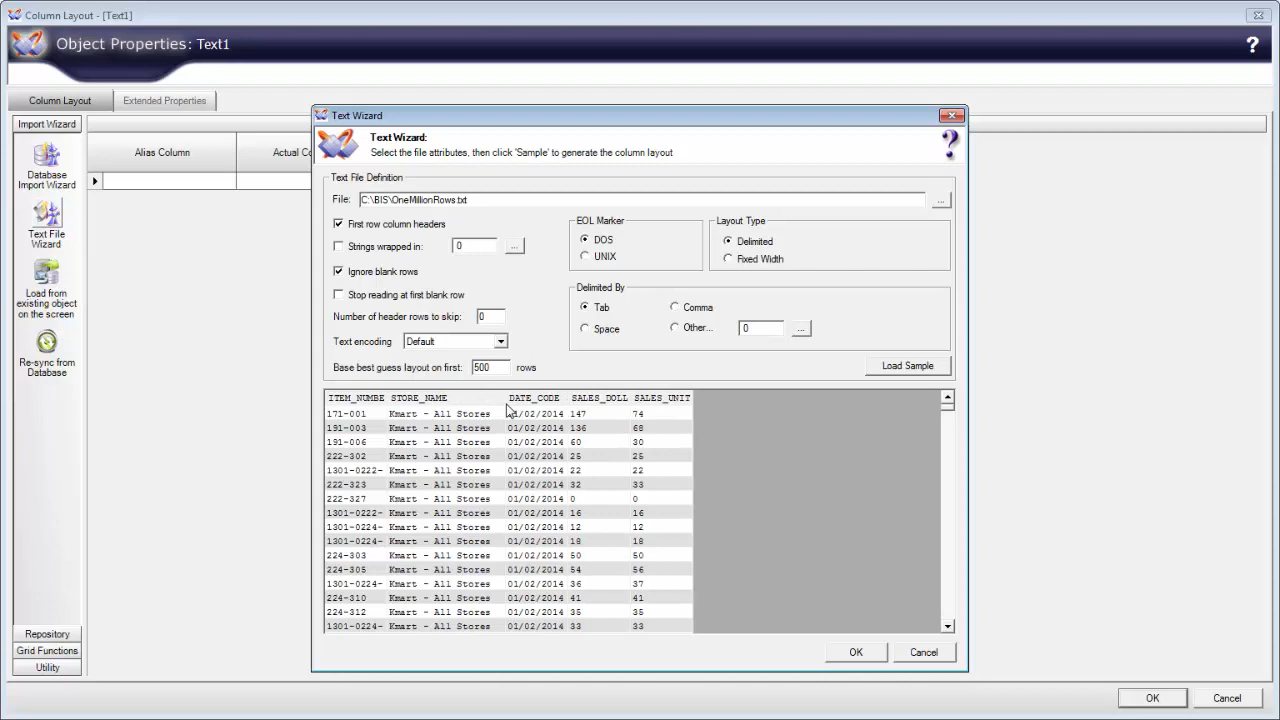 Column Layout - [Text1]
Object Properties: Text1
?
Column Layout
Extended Properties
Import Wizard
Database
Import Wizard
Text File
Wizard
Load from
existing object
on the screen
Re-sync from
Database
Repository
Grid Functions
Utility
Alias Column
Actual Co
Text Wizard
Text Wizard:
Select the file attributes, then click 'Sample' to generate the column layout
?
Text File Definition
File: C:\BIS\OneMillionRows.txt ...
First row column headers
Strings wrapped in: 0 ...
Ignore blank rows
Stop reading at first blank row
Number of header rows to skip: 0
Text encoding Default
Base best guess layout on first: 500 rows
EOL Marker
DOS
UNIX
Layout Type
Delimited
Fixed Width
Delimited By
Tab Comma
Space Other... 0 ...
Load Sample
ITEM_NUMBE STORE_NAME DATE_CODE SALES_DOLL SALES_UNIT
171-001 Kmart - All Stores 01/02/2014 147 74
191-003 Kmart - All Stores 01/02/2014 136 68
191-006 Kmart - All Stores 01/02/2014 60 30
222-302 Kmart - All Stores 01/02/2014 25 25
1301-0222- Kmart - All Stores 01/02/2014 22 22
222-323 Kmart - All Stores 01/02/2014 32 33
222-327 Kmart - All Stores 01/02/2014 0 0
1301-0222- Kmart - All Stores 01/02/2014 16 16
1301-0224- Kmart - All Stores 01/02/2014 12 12
1301-0224- Kmart - All Stores 01/02/2014 18 18
224-303 Kmart - All Stores 01/02/2014 50 50
224-305 Kmart - All Stores 01/02/2014 54 56
1301-0224- Kmart - All Stores 01/02/2014 36 37
224-310 Kmart - All Stores 01/02/2014 41 41
224-312 Kmart - All Stores 01/02/2014 35 35
1301-0224- Kmart - All Stores 01/02/2014 33 33
OK Cancel
OK Cancel